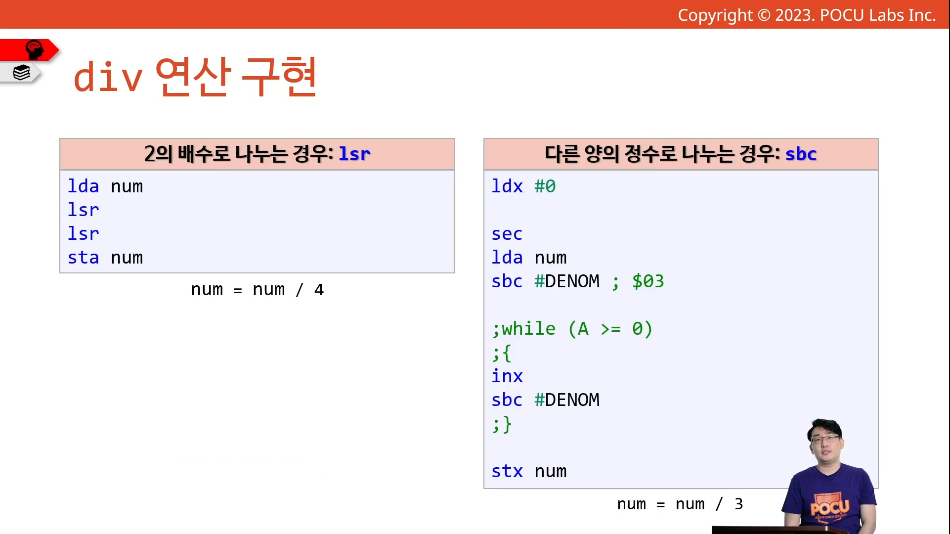 Copyright © 2023. POCU Labs Inc.
div 연산 구현
2의 배수로 나누는 경우: lsr
lda num
lsr
lsr
sta num
num = num / 4
다른 양의 정수로 나누는 경우: sbc
ldx #0
sec
lda num
sbc #DENOM ; $03
;while (A >= 0)
;{
inx
sbc #DENOM
;}
stx num
num = num / 3
POCU